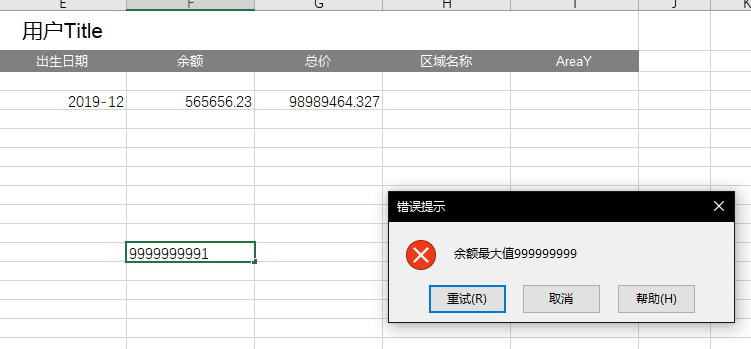 E F G H I J K
用户Title
出生日期 余额 总价 区域名称 AreaY
2019-12 565656.23 98989464.327
错误提示
9999999991
余额最大值999999999
重试(R) 取消 帮助(H)